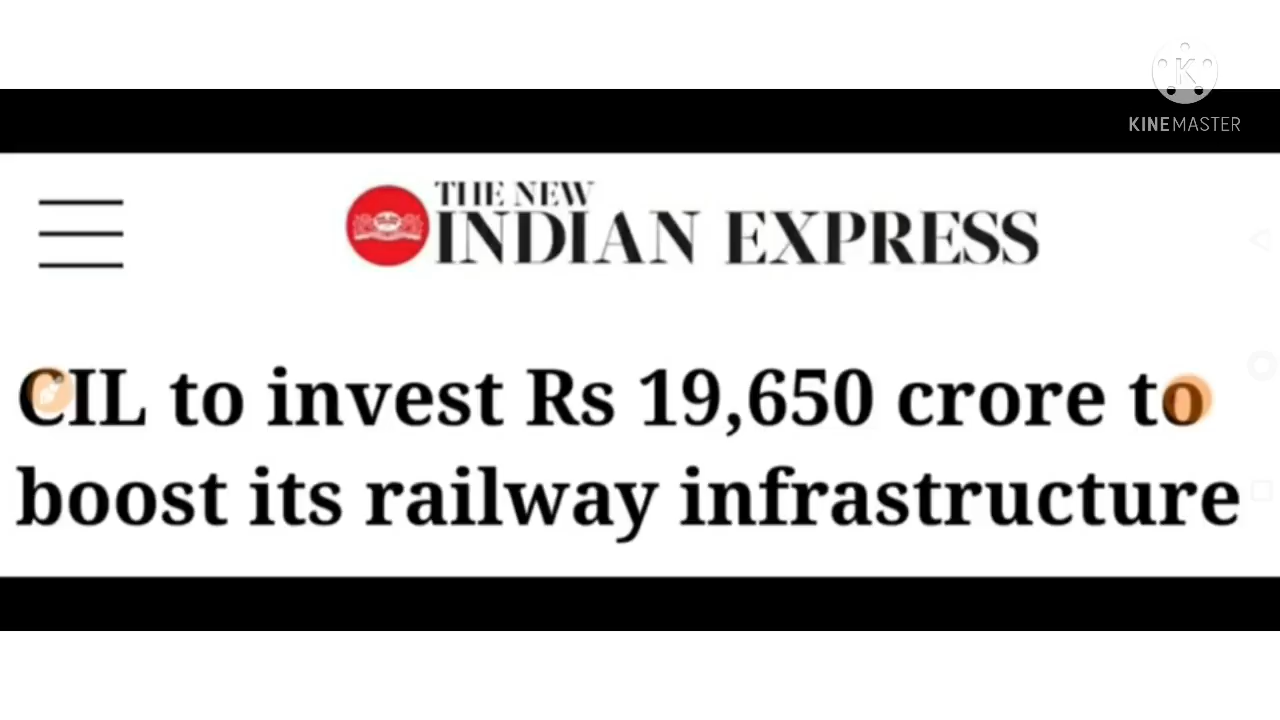 K
KINEMASTER
THE NEW
INDIAN EXPRESS
CIL to invest Rs 19,650 crore to
boost its railway infrastructure